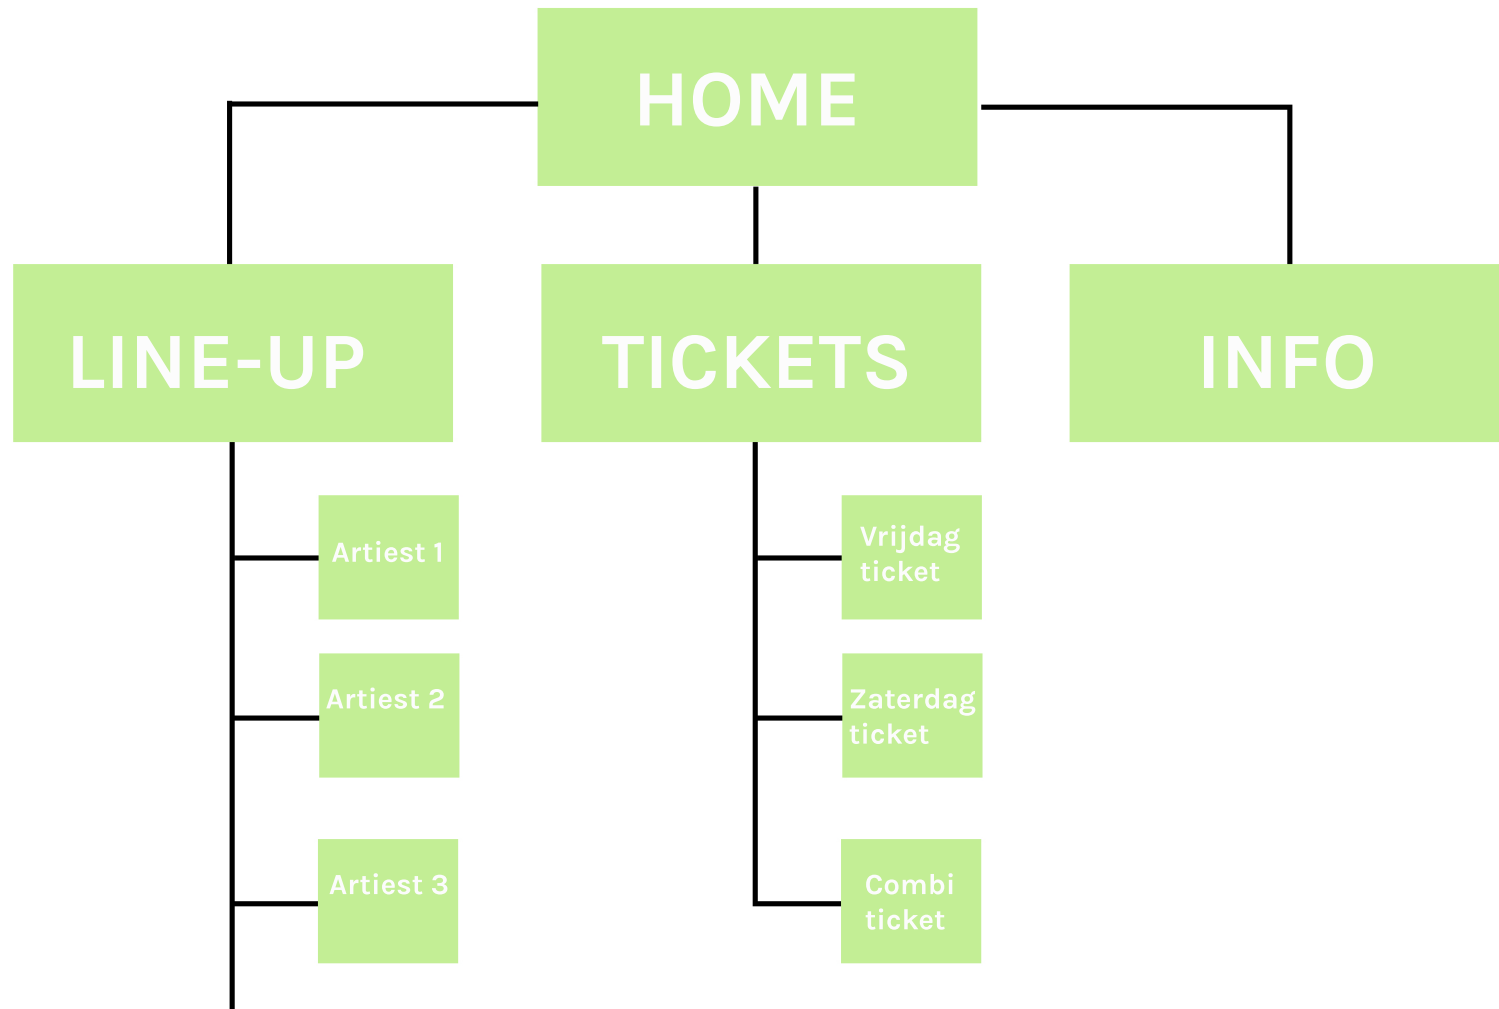 HOME
LINE-UP
TICKETS
INFO
Artiest 1
Artiest 2
Artiest 3
Vrijdag
ticket
Zaterdag
ticket
Combi
ticket